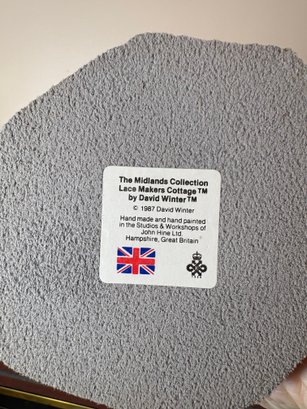 The Midlands Collection
Lace Makers Cottage™
by David Winter™
© 1987 David Winter
Hand made and hand painted
in the Studios & Workshops of
John Hine Ltd.
Hampshire, Great Britain